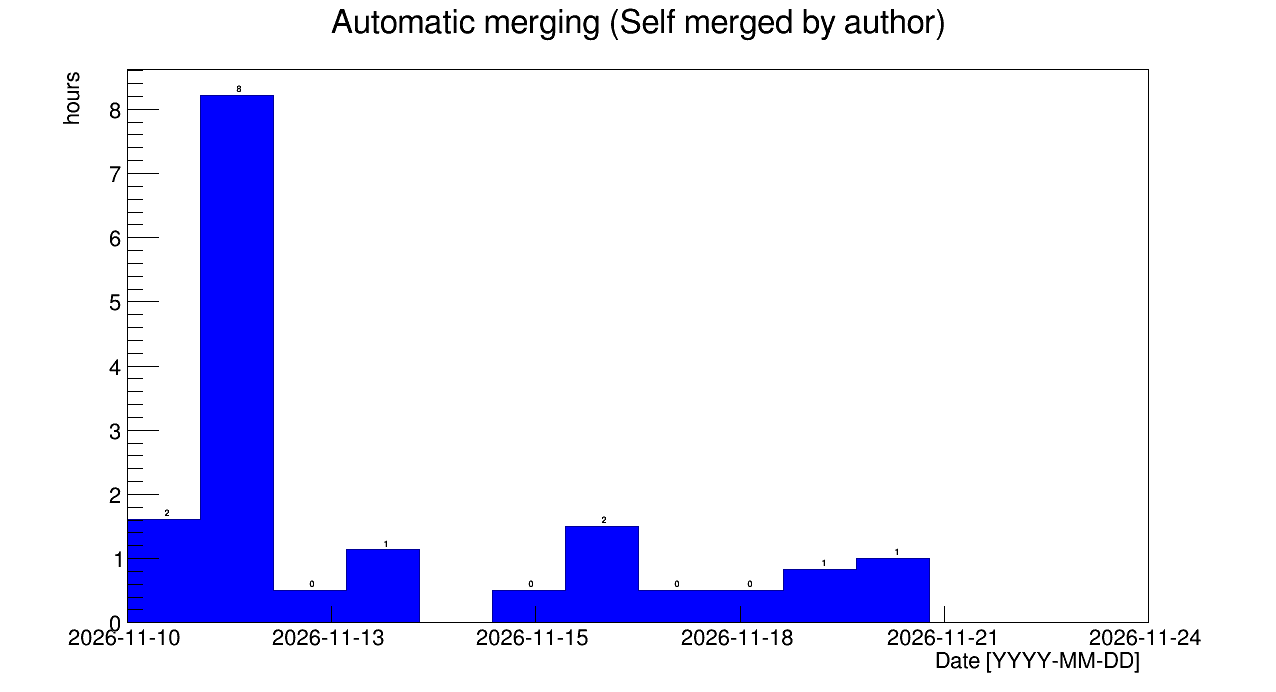 Automatic merging (Self merged by author)
hours
8
7
6
5
4
3
2
1
0
2 8 0 1 0 2 0 0 1 1
2026-11-10 2026-11-13 2026-11-15 2026-11-18 2026-11-21 2026-11-24
Date [YYYY-MM-DD]